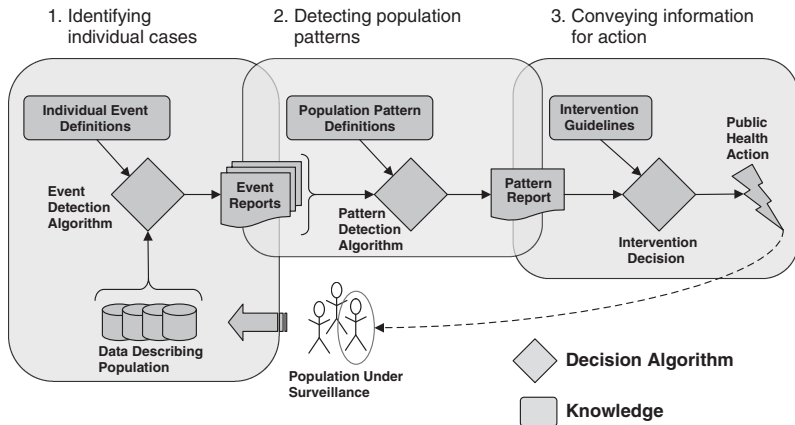 1. Identifying
individual cases
2. Detecting population
patterns
3. Conveying information
for action
Individual Event
Definitions
Population Pattern
Definitions
Intervention
Guidelines
Public
Health
Action
Event
Detection
Algorithm
Event
Reports
Pattern
Detection
Algorithm
Pattern
Report
Intervention
Decision
Data Describing
Population
Population Under
Surveillance
Decision Algorithm
Knowledge